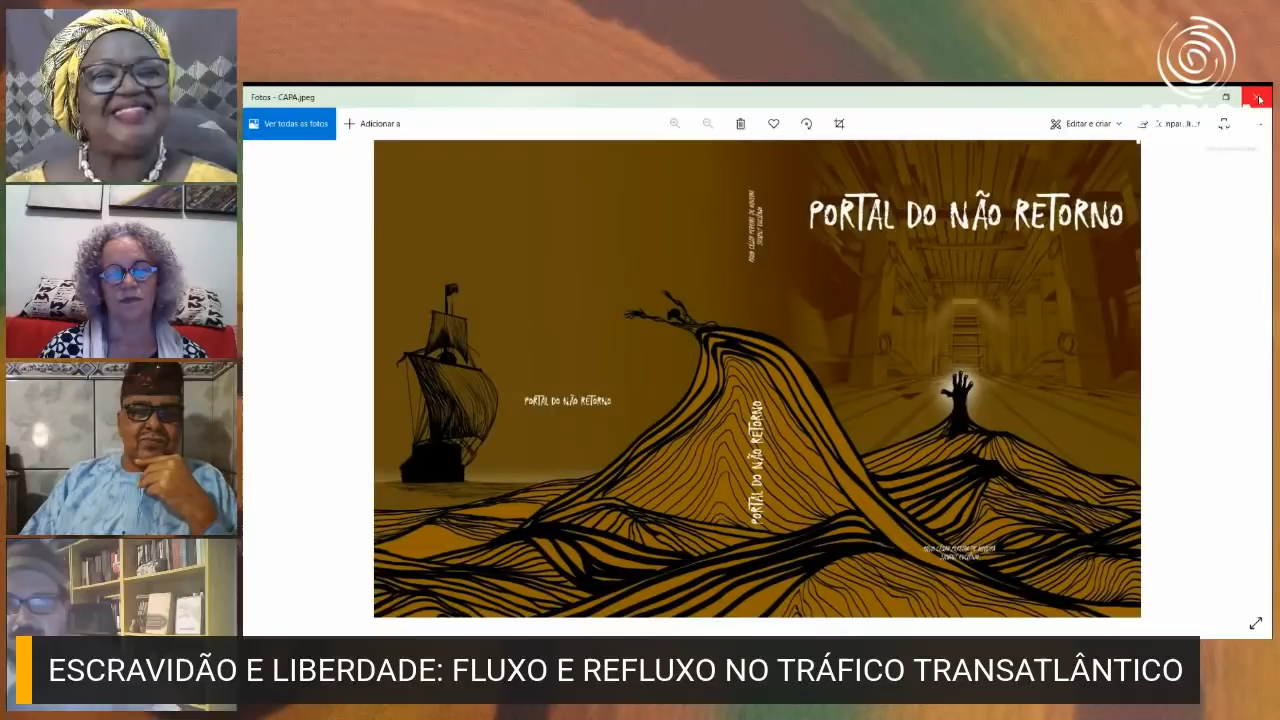 Fotos - CAPA.jpeg
Ver todas as fotos
Adicionar a
Editar e criar
PORTAL DO NÃO RETORNO
PORTAL DO NÃO RETORNO
PORTAL DO NÃO RETORNO
ESCRAVIDÃO E LIBERDADE: FLUXO E REFLUXO NO TRÁFICO TRANSATLÂNTICO